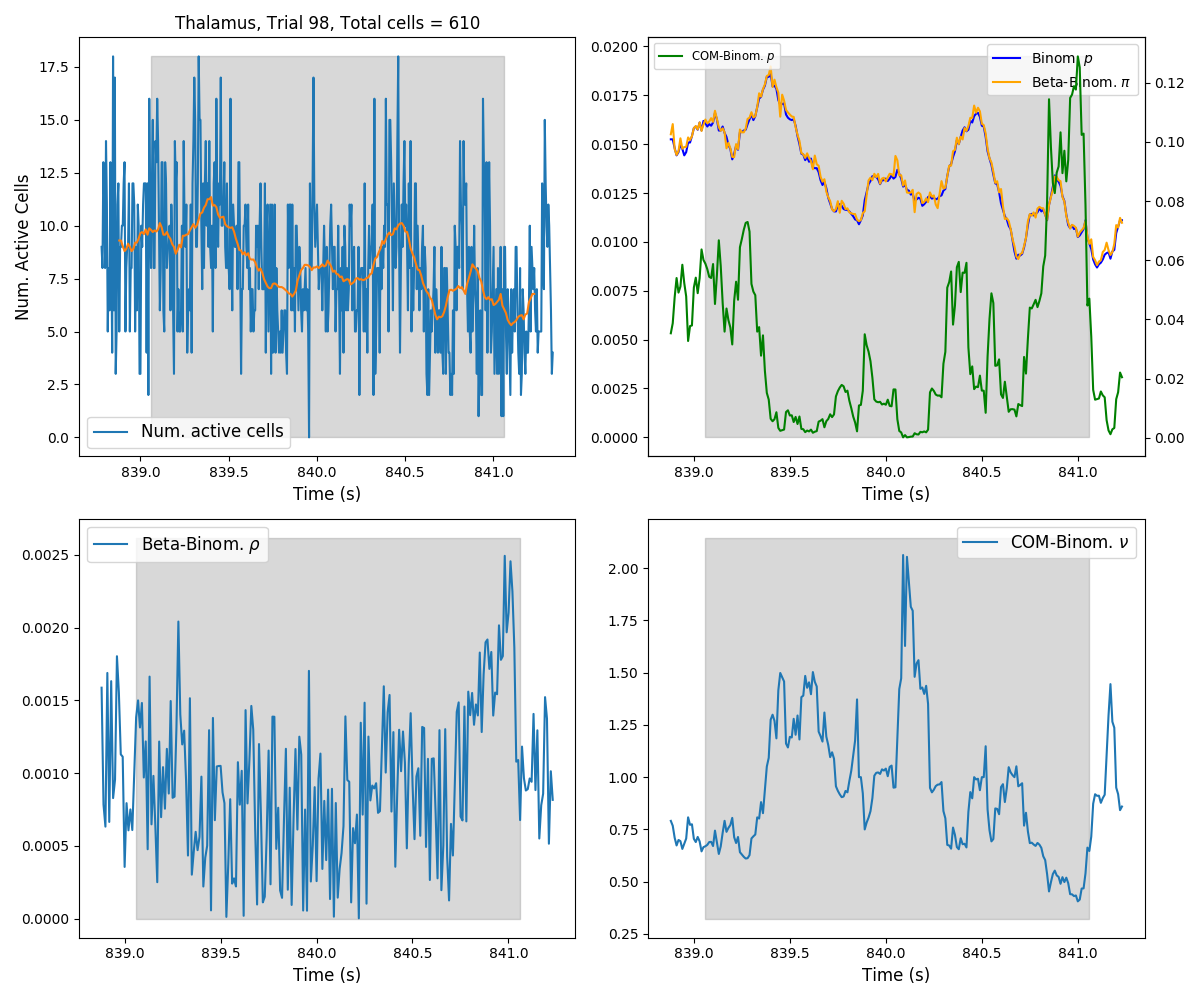 Thalamus, Trial 98, Total cells = 610
Num. Active Cells
17.5
15.0
12.5
10.0
7.5
5.0
2.5
0.0
Num. active cells
839.0 839.5 840.0 840.5 841.0
Time (s)
0.0200
0.0175
0.0150
0.0125
0.0100
0.0075
0.0050
0.0025
0.0000
COM-Binom. p
Binom. p
Beta-Binom. π
0.12
0.10
0.08
0.06
0.04
0.02
0.00
839.0 839.5 840.0 840.5 841.0
Time (s)
Beta-Binom. ρ
0.0025
0.0020
0.0015
0.0010
0.0005
0.0000
839.0 839.5 840.0 840.5 841.0
Time (s)
COM-Binom. ν
2.00
1.75
1.50
1.25
1.00
0.75
0.50
0.25
839.0 839.5 840.0 840.5 841.0
Time (s)